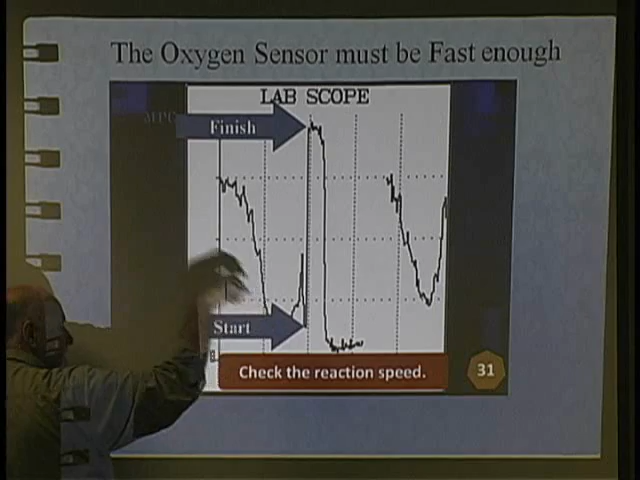 The Oxygen Sensor must be Fast enough
LAB SCOPE
Finish
Start
Check the reaction speed.
31